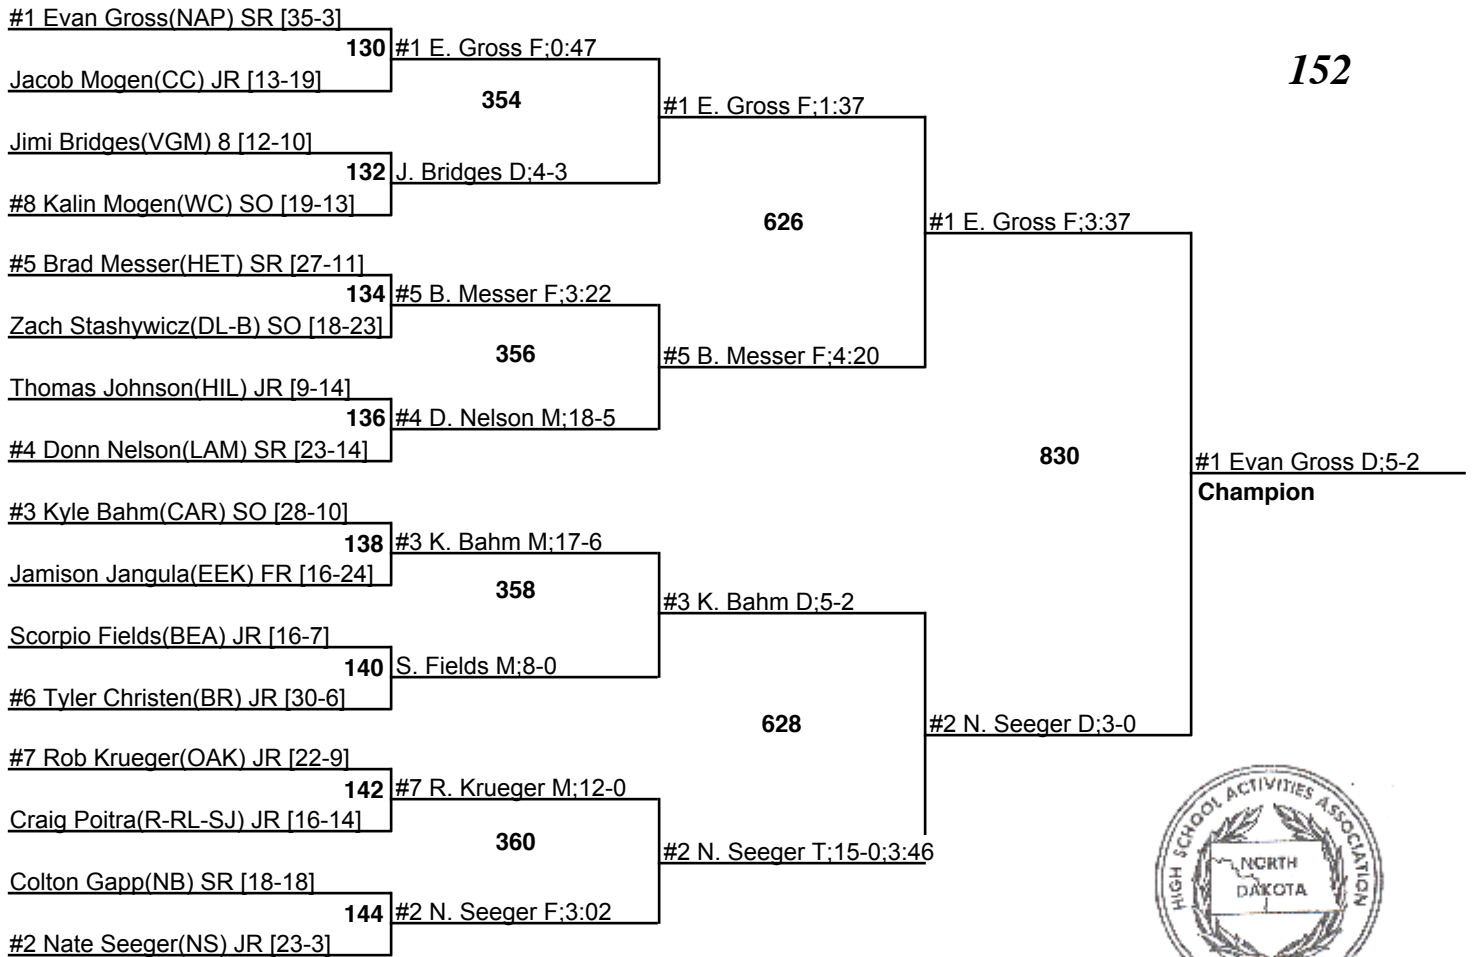 #1 Evan Gross(NAP) SR [35-3]
130 #1 E. Gross F;0:47
152
Jacob Mogen(CC) JR [13-19]
354
#1 E. Gross F;1:37
Jimi Bridges(VGM) 8 [12-10]
132 J. Bridges D;4-3
#8 Kalin Mogen(WC) SO [19-13]
626
#1 E. Gross F;3:37
#5 Brad Messer(HET) SR [27-11]
134 #5 B. Messer F;3:22
Zach Stashywicz(DL-B) SO [18-23]
356
#5 B. Messer F;4:20
Thomas Johnson(HIL) JR [9-14]
136 #4 D. Nelson M;18-5
#4 Donn Nelson(LAM) SR [23-14]
830
#1 Evan Gross D;5-2
Champion
#3 Kyle Bahm(CAR) SO [28-10]
138 #3 K. Bahm M;17-6
Jamison Jangula(EEK) FR [16-24]
358
#3 K. Bahm D;5-2
Scorpio Fields(BEA) JR [16-7]
140 S. Fields M;8-0
#6 Tyler Christen(BR) JR [30-6]
628
#2 N. Seeger D;3-0
#7 Rob Krueger(OAK) JR [22-9]
142 #7 R. Krueger M;12-0
Craig Poitra(R-RL-SJ) JR [16-14]
360
#2 N. Seeger T;15-0;3:46
Colton Gapp(NB) SR [18-18]
144 #2 N. Seeger F;3:02
#2 Nate Seeger(NS) JR [23-3]
HIGH SCHOOL ACTIVITIES ASSOCIATION
NORTH
DAKOTA